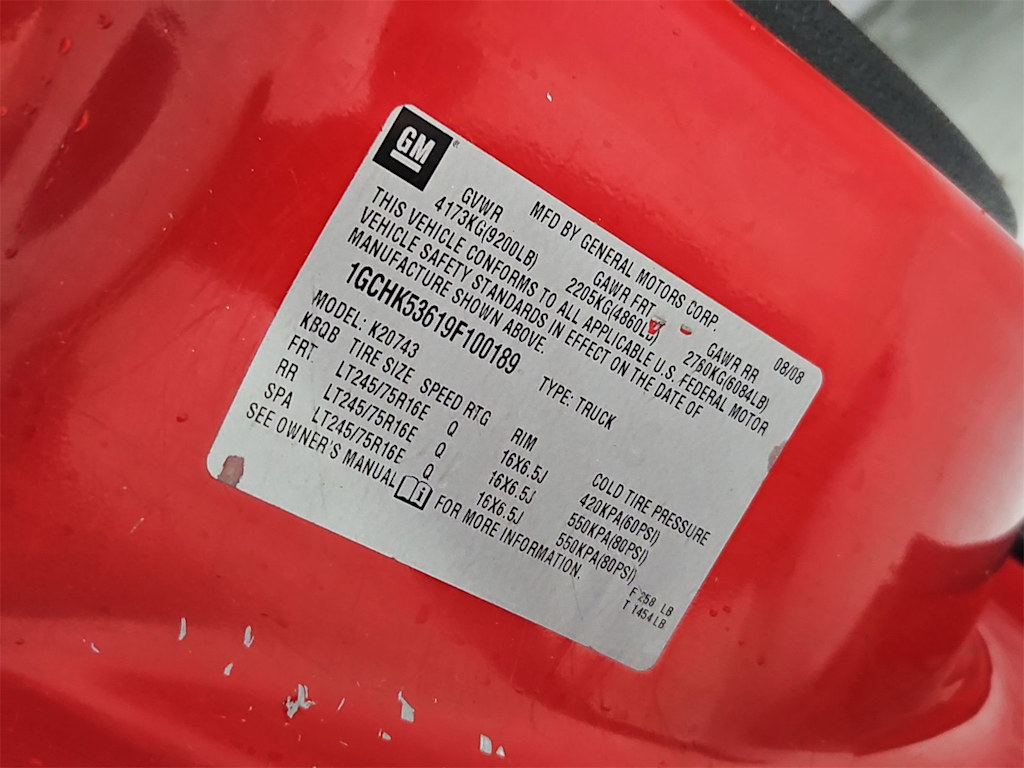 GM
MFD BY GENERAL MOTORS CORP. 08/08
GVWR GAWR FRT GAWR RR
4173KG(9200LB) 2205KG(4860LB) 2760KG(6084LB)
THIS VEHICLE CONFORMS TO ALL APPLICABLE U.S. FEDERAL MOTOR
VEHICLE SAFETY STANDARDS IN EFFECT ON THE DATE OF
MANUFACTURE SHOWN ABOVE.
1GCHK53619F100189 TYPE: TRUCK
MODEL: K20743
KBQB TIRE SIZE SPEED RTG RIM COLD TIRE PRESSURE
FRT LT245/75R16E Q 16X6.5J 420KPA(60PSI)
RR LT245/75R16E Q 16X6.5J 550KPA(80PSI)
SPA LT245/75R16E Q 16X6.5J 550KPA(80PSI)
SEE OWNER'S MANUAL FOR MORE INFORMATION.
F 258 LB
T 1454 LB